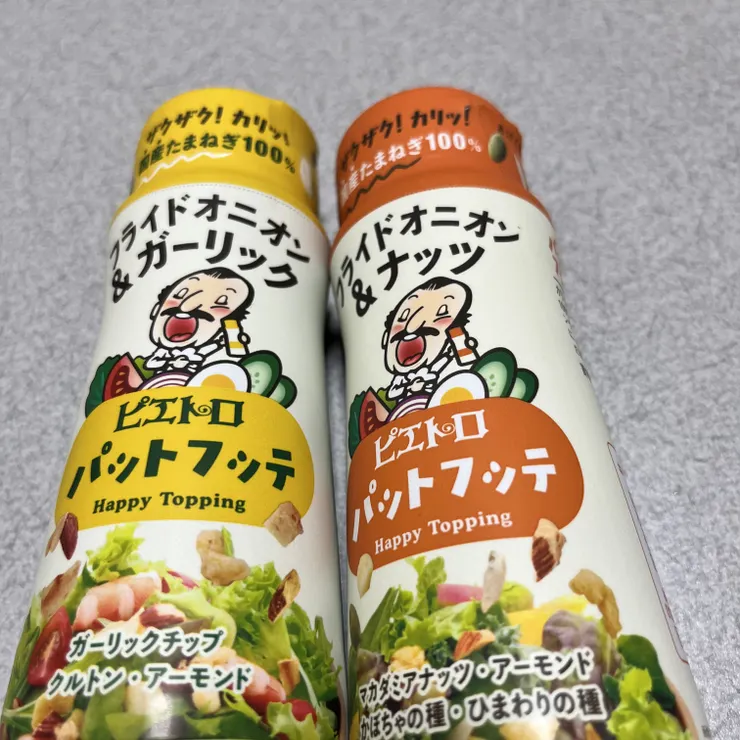 ザクザク! カリッ!
国産たまねぎ100%
フライドオニオン
&ガーリック
ピエトロ
パットフッテ
Happy Topping
ガーリックチップ
クルトン・アーモンド
ザクザク! カリッ!
国産たまねぎ100%
フライドオニオン
&ナッツ
ピエトロ
パットフッテ
Happy Topping
マカダミアナッツ・アーモンド
かぼちゃの種・ひまわりの種